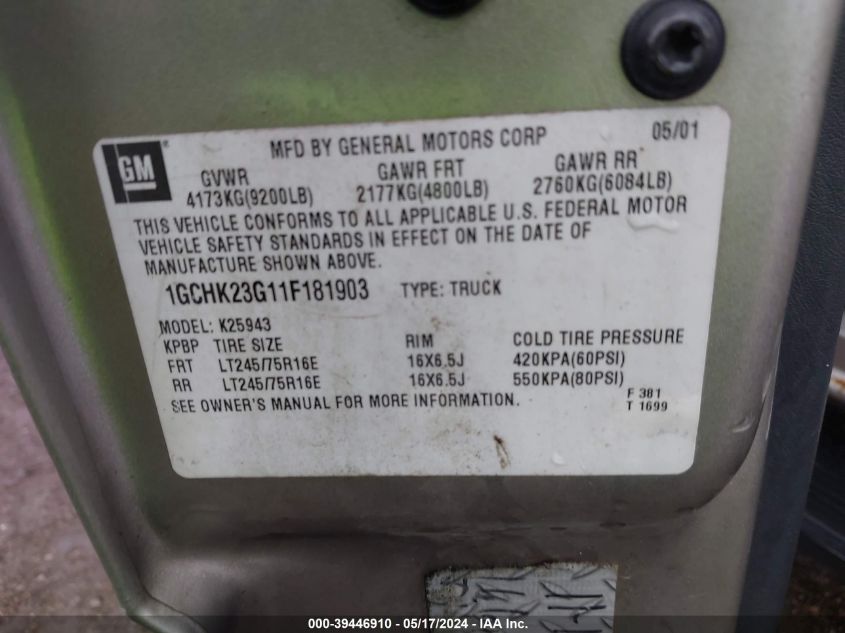 GM
MFD BY GENERAL MOTORS CORP 05/01
GVWR GAWR FRT GAWR RR
4173KG(9200LB) 2177KG(4800LB) 2760KG(6084LB)
THIS VEHICLE CONFORMS TO ALL APPLICABLE U.S. FEDERAL MOTOR
VEHICLE SAFETY STANDARDS IN EFFECT ON THE DATE OF
MANUFACTURE SHOWN ABOVE.
1GCHK23G11F181903 TYPE: TRUCK
MODEL: K25943
KPBP TIRE SIZE RIM COLD TIRE PRESSURE
FRT LT245/75R16E 16X6.5J 420KPA(60PSI)
RR LT245/75R16E 16X6.5J 550KPA(80PSI)
SEE OWNER'S MANUAL FOR MORE INFORMATION.
F 381
T 1699
000-39446910 - 05/17/2024 - IAA Inc.